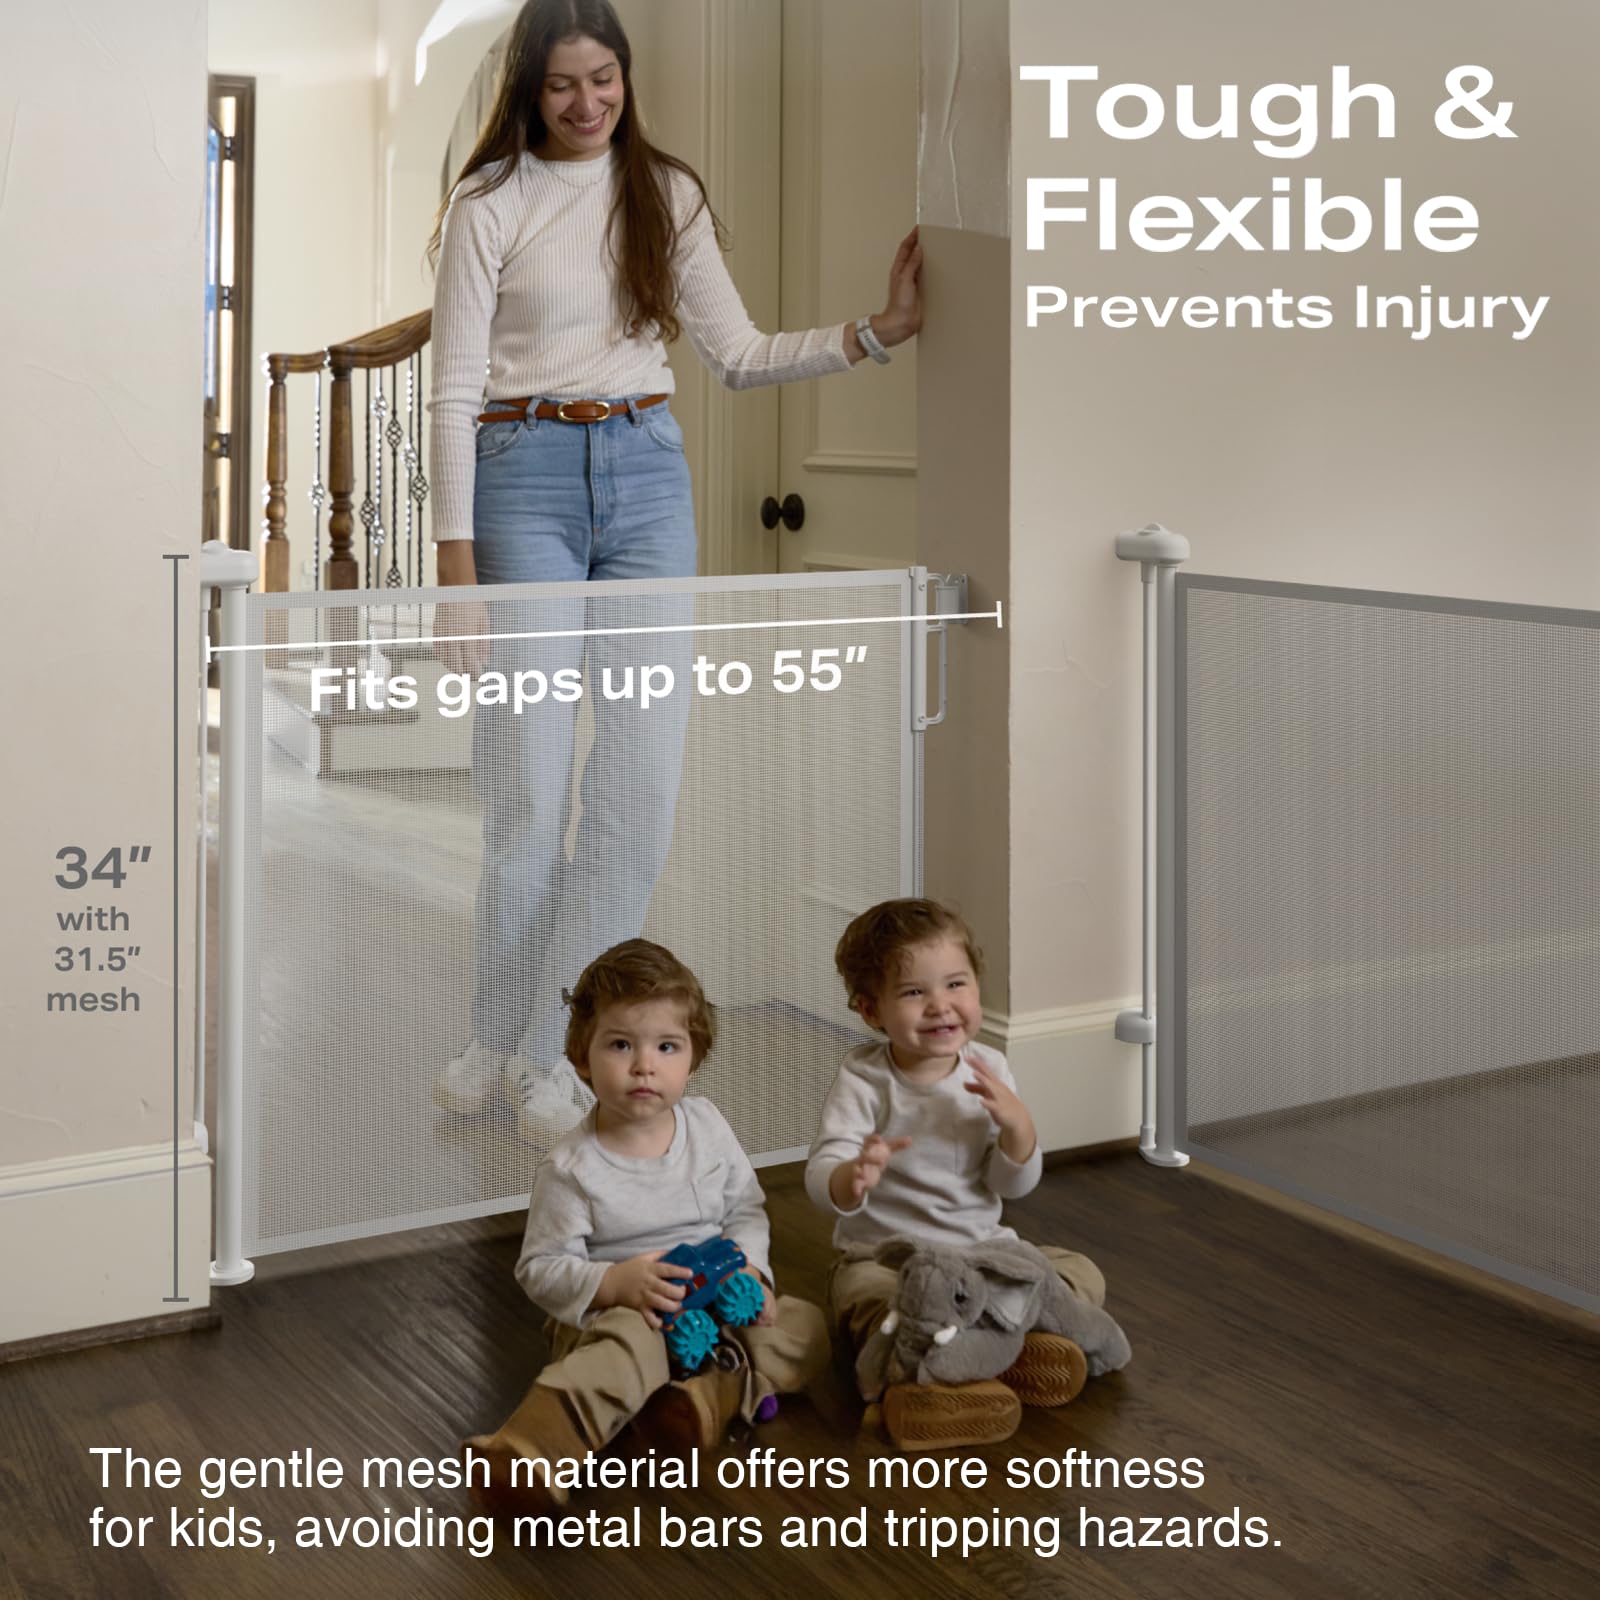 Tough &
Flexible
Prevents Injury
Fits gaps up to 55"
34"
with
31.5"
mesh
The gentle mesh material offers more softness
for kids, avoiding metal bars and tripping hazards.